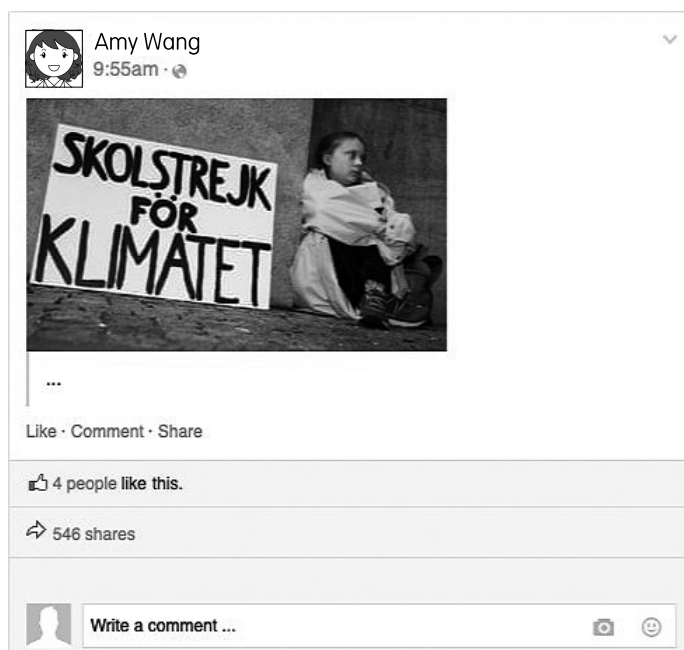 Amy Wang
9:55am ·
SKOLSTREJK
FÖR
KLIMATET
...
Like · Comment · Share
4 people like this.
546 shares
Write a comment ...